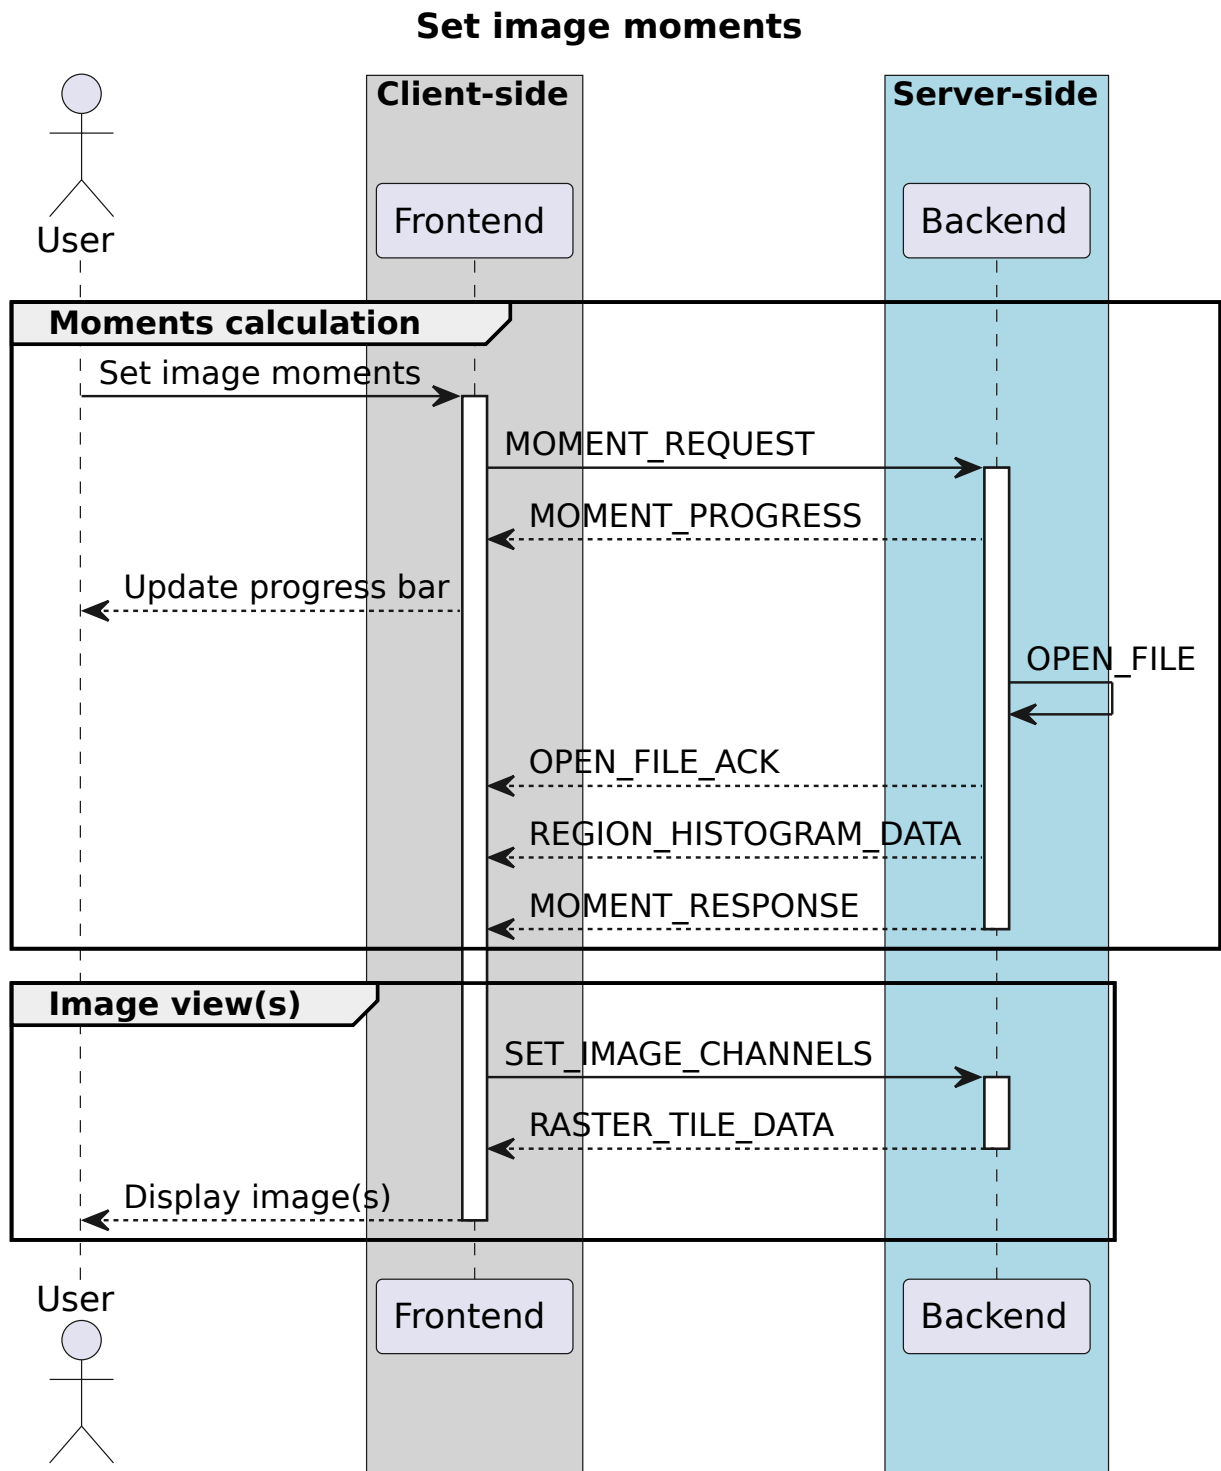 Set image moments
Client-side
Server-side
User
Frontend
Backend
Moments calculation
Set image moments
MOMENT_REQUEST
MOMENT_PROGRESS
Update progress bar
OPEN_FILE
OPEN_FILE_ACK
REGION_HISTOGRAM_DATA
MOMENT_RESPONSE
Image view(s)
SET_IMAGE_CHANNELS
RASTER_TILE_DATA
Display image(s)
User
Frontend
Backend